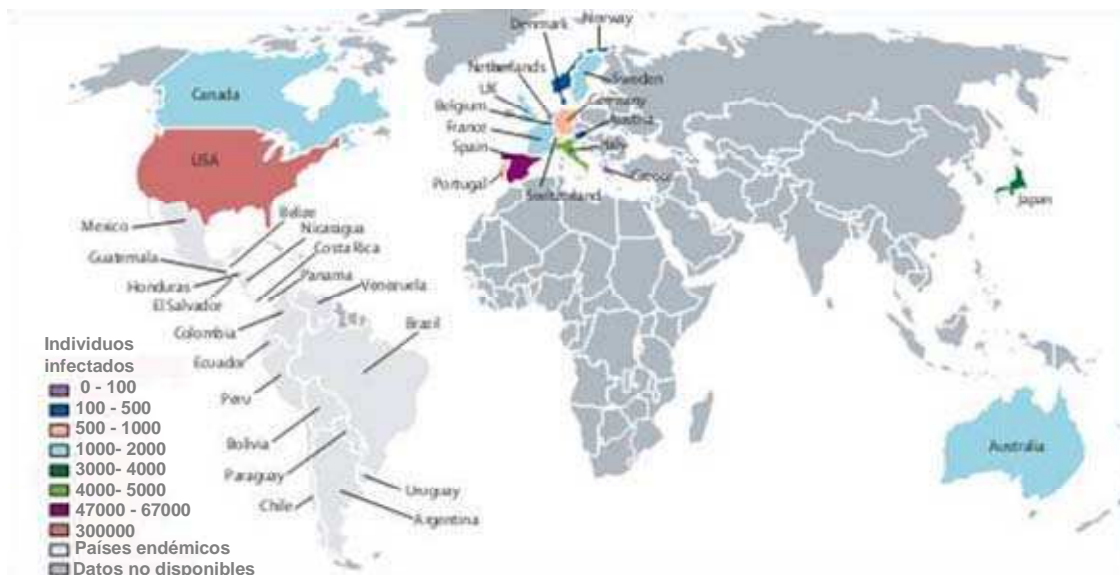 Denmark
Norway
Netherlands
Sweden
UK
Germany
Belgium
Austria
France
Italy
Spain
Greece
Portugal
Switzerland
Canada
USA
Japan
Mexico
Belize
Nicaragua
Guatemala
Costa Rica
Honduras
Panama
El Salvador
Venezuela
Colombia
Brazil
Ecuador
Peru
Bolivia
Paraguay
Uruguay
Chile
Argentina
Australia
Individuos
infectados
0 - 100
100 - 500
500 - 1000
1000- 2000
3000- 4000
4000- 5000
47000 - 67000
300000
Países endémicos
Datos no disponibles